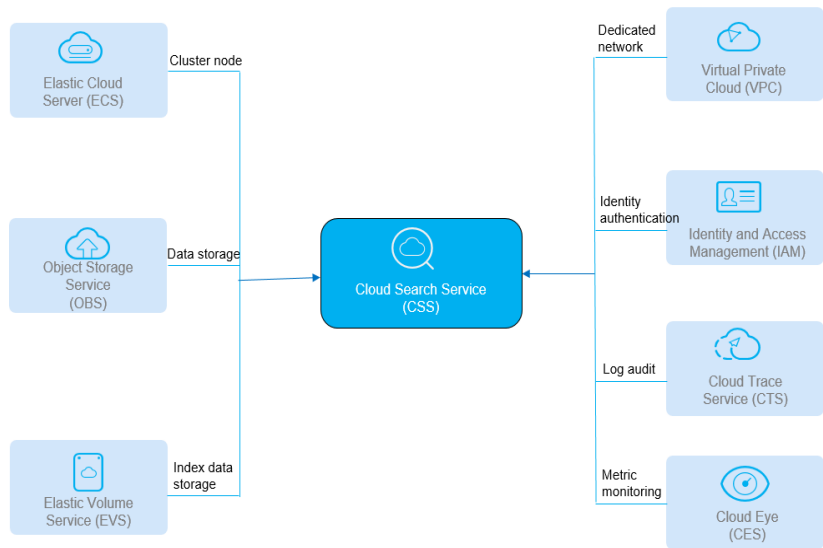 Cluster node
Elastic Cloud
Server (ECS)
Data storage
Object Storage
Service
(OBS)
Index data
storage
Elastic Volume
Service (EVS)
Cloud Search Service
(CSS)
Dedicated
network
Virtual Private
Cloud (VPC)
Identity
authentication
Identity and Access
Management (IAM)
Log audit
Cloud Trace
Service (CTS)
Metric
monitoring
Cloud Eye
(CES)